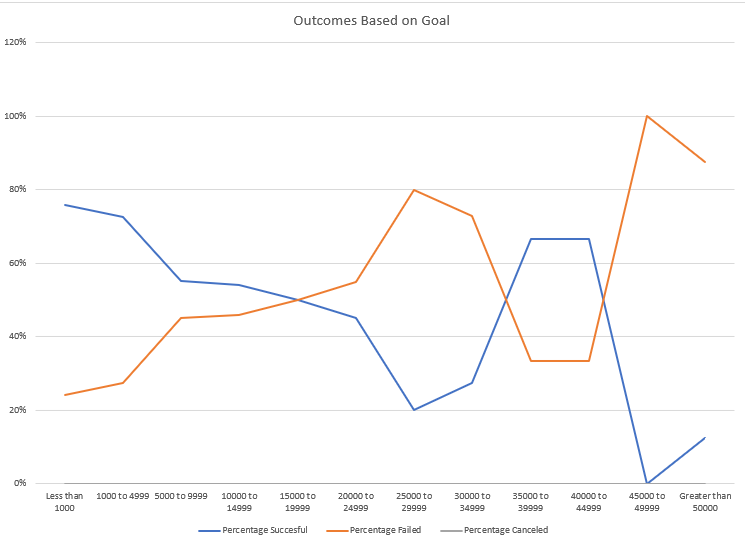 Outcomes Based on Goal
120%
100%
80%
60%
40%
20%
0%
Less than 1000 to 4999 5000 to 9999 10000 to 15000 to 20000 to 25000 to 30000 to 35000 to 40000 to 45000 to Greater than
1000 14999 19999 24999 29999 34999 39999 44999 49999 50000
Percentage Succesful Percentage Failed Percentage Canceled